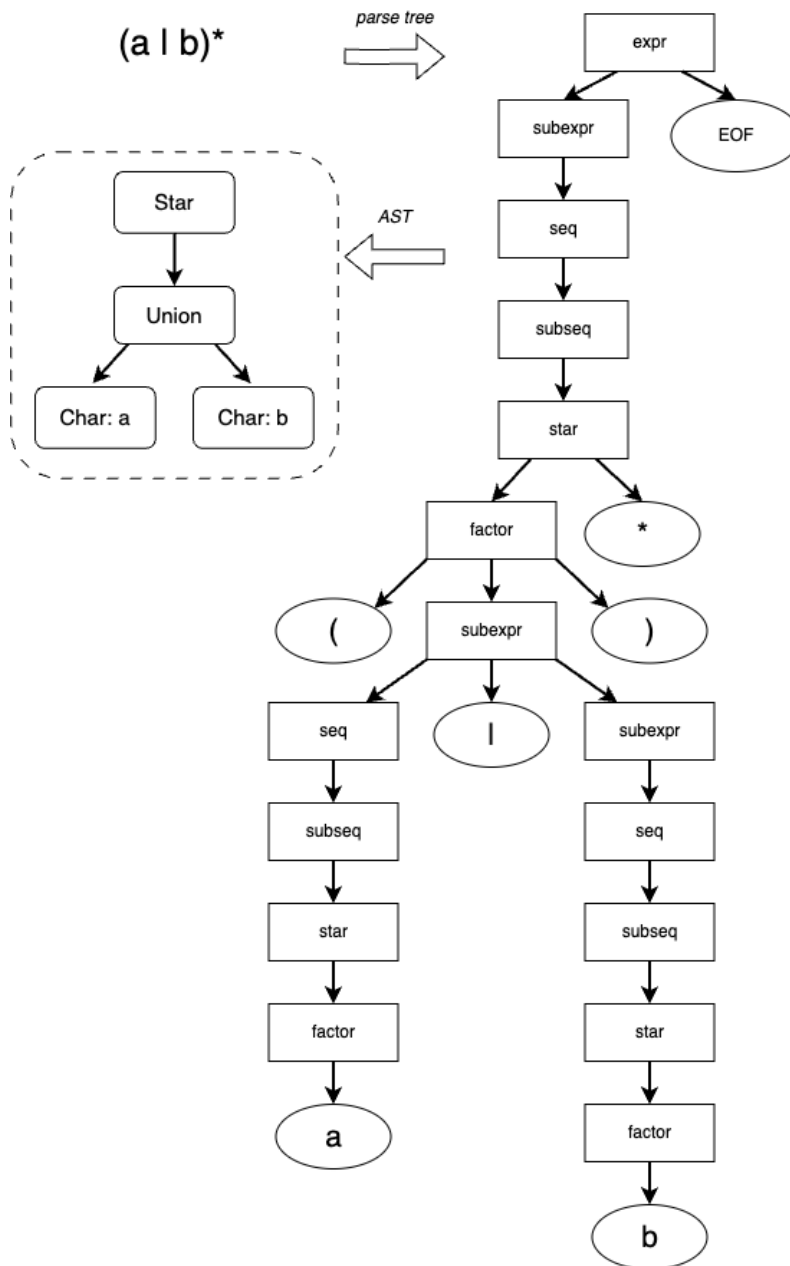 (a | b)*
parse tree
expr
subexpr
EOF
Star
AST
seq
Union
subseq
Char: a
Char: b
star
factor
*
(
subexpr
)
seq
|
subexpr
subseq
seq
star
subseq
factor
star
a
factor
b